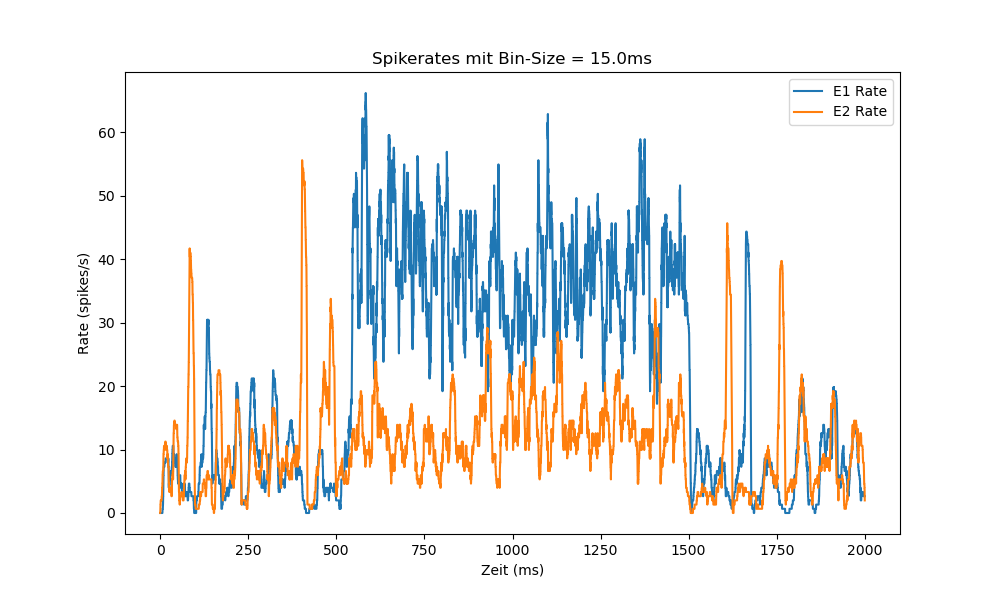 Spikerates mit Bin-Size = 15.0ms
E1 Rate
E2 Rate
Rate (spikes/s)
60
50
40
30
20
10
0
0 250 500 750 1000 1250 1500 1750 2000
Zeit (ms)